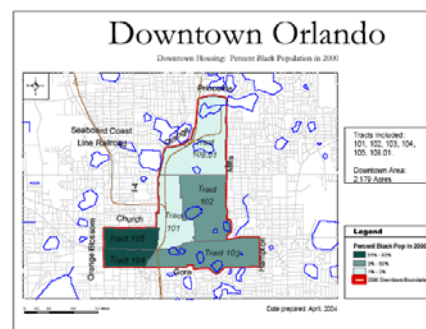 Downtown Orlando
Downtown Housing: Percent Black Population in 2000
Princeton
Orange
Seaboard Coast
Line Railroad
Tract
Mills
I-4
Tract
102
Church
Tract
101
Orange Blossom
Tract 105
Tract 104
Tract 103
Hampton
Gore
Tracts Included:
101, 102, 103, 104,
105, 106.01.
Downtown Area:
2,179 Acres
Legend
Percent Black Pop in 2000
2000 Downtown Boundary
Date prepared: April, 2004